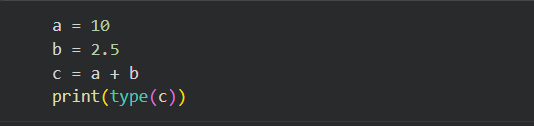 a = 10
b = 2.5
c = a + b
print(type(c))